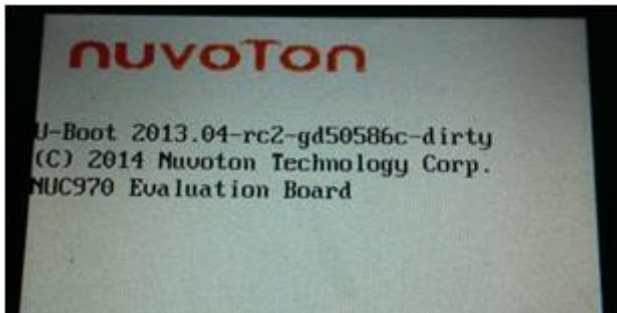 nuvoTon
U-Boot 2013.04-rc2-gd50586c-dirty
(C) 2014 Nuvoton Technology Corp.
NUC970 Evaluation Board